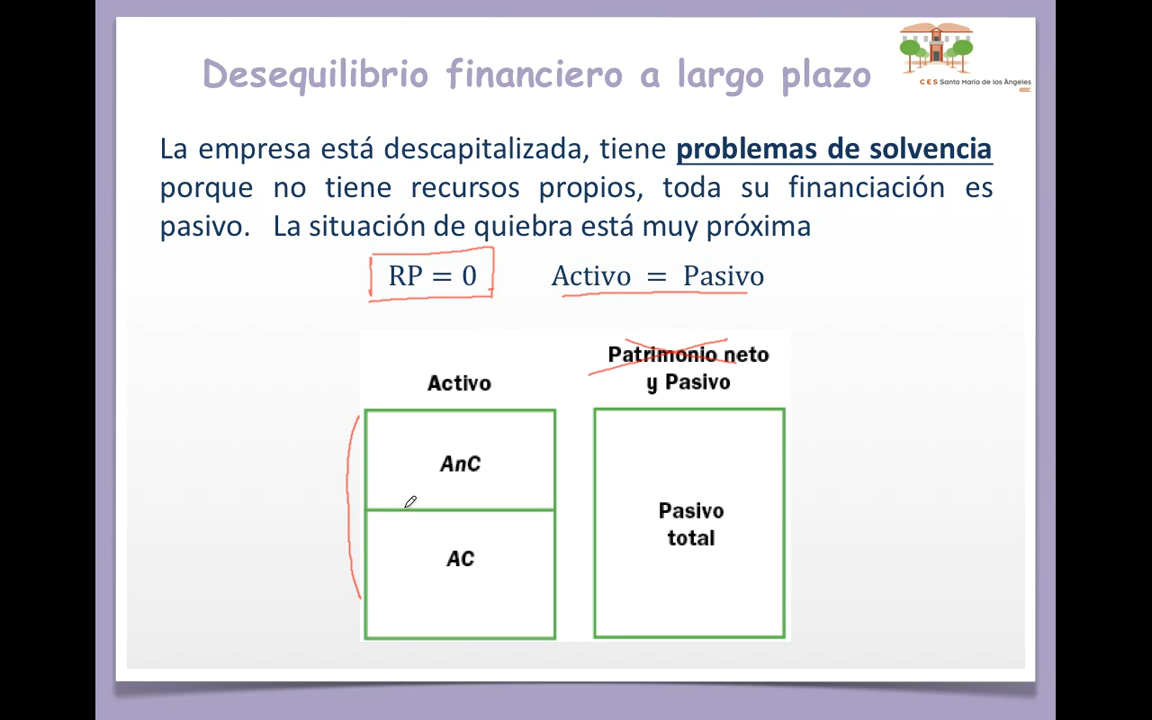 Desequilibrio financiero a largo plazo
C E S Santa María de los Ángeles
La empresa está descapitalizada, tiene problemas de solvencia
porque no tiene recursos propios, toda su financiación es
pasivo. La situación de quiebra está muy próxima
RP = 0 Activo = Pasivo
Patrimonio neto
y Pasivo
Activo
AnC
AC
Pasivo
total